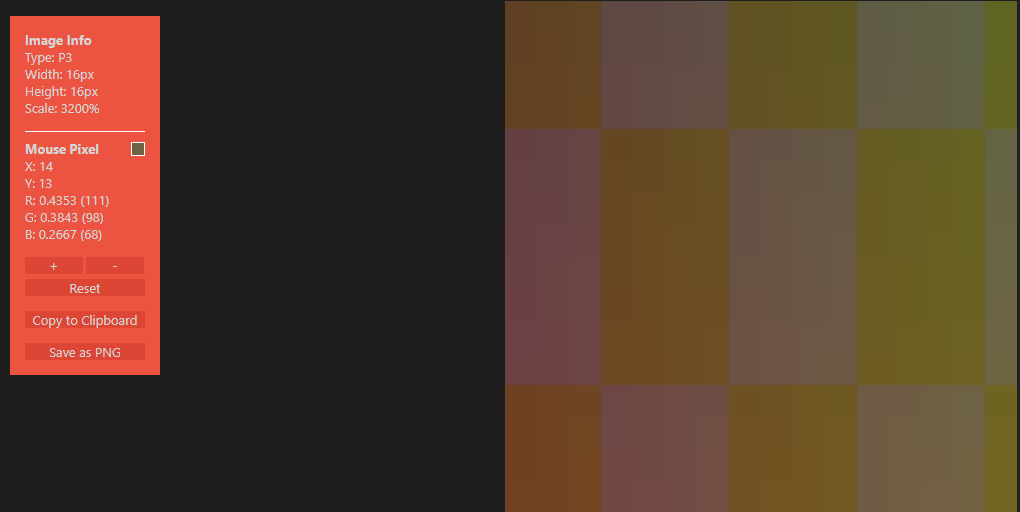 Image Info
Type: P3
Width: 16px
Height: 16px
Scale: 3200%
Mouse Pixel
X: 14
Y: 13
R: 0.4353 (111)
G: 0.3843 (98)
B: 0.2667 (68)
+ -
Reset
Copy to Clipboard
Save as PNG